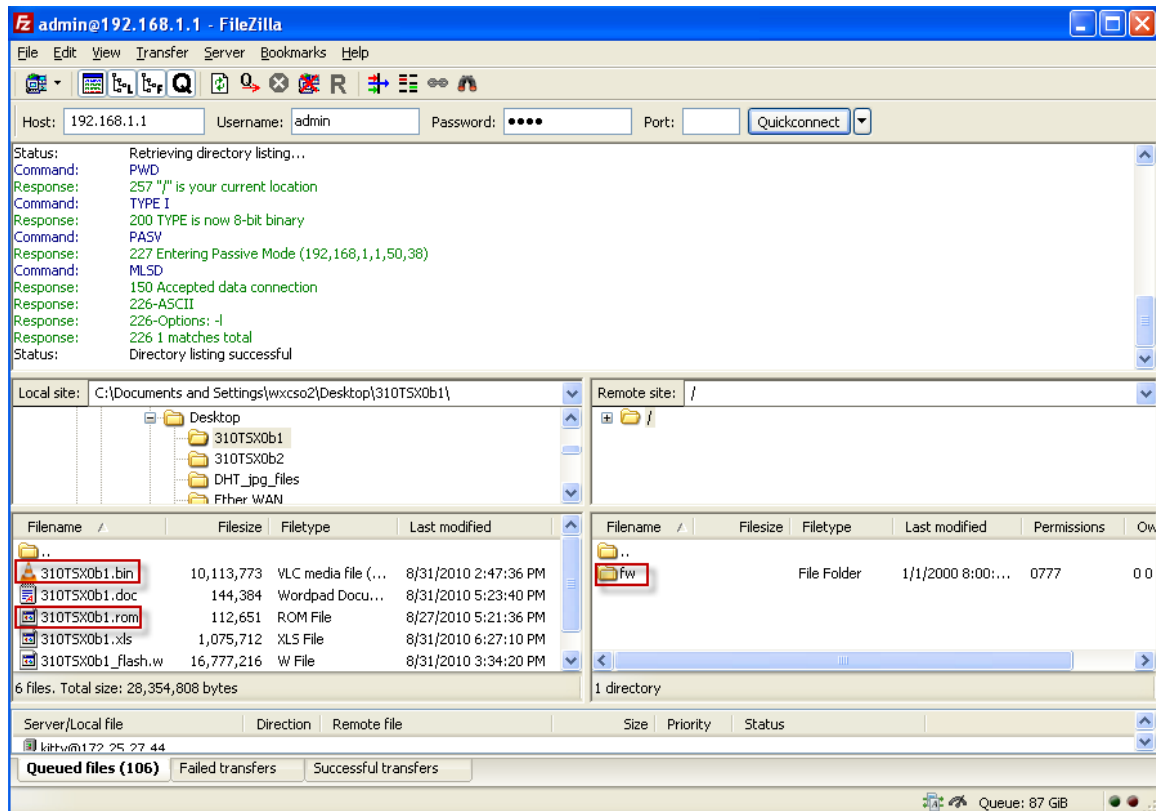 admin@192.168.1.1 - FileZilla
File Edit View Transfer Server Bookmarks Help
Host: 192.168.1.1 Username: admin Password: •••• Port: Quickconnect
Status: Retrieving directory listing...
Command: PWD
Response: 257 "/" is your current location
Command: TYPE I
Response: 200 TYPE is now 8-bit binary
Command: PASV
Response: 227 Entering Passive Mode (192,168,1,1,50,38)
Command: MLSD
Response: 150 Accepted data connection
Response: 226-ASCII
Response: 226-Options: -l
Response: 226 1 matches total
Status: Directory listing successful
Local site: C:\Documents and Settings\wxcso2\Desktop\310TSX0b1\
Desktop
310TSX0b1
310TSX0b2
DHT_jpg_files
Ether WAN
Remote site: /
/
Filename / Filesize Filetype Last modified
..
310TSX0b1.bin 10,113,773 VLC media file (... 8/31/2010 2:47:36 PM
310TSX0b1.doc 144,384 Wordpad Docu... 8/31/2010 5:23:40 PM
310TSX0b1.rom 112,651 ROM File 8/27/2010 5:21:36 PM
310TSX0b1.xls 1,075,712 XLS File 8/31/2010 6:27:10 PM
310TSX0b1_flash.w 16,777,216 W File 8/31/2010 3:34:20 PM
6 files. Total size: 28,354,808 bytes
Filename / Filesize Filetype Last modified Permissions Ow
..
fw File Folder 1/1/2000 8:00:... 0777 0 0
1 directory
Server/Local file Direction Remote file Size Priority Status
kitty@172.25.27.44
Queued files (106) Failed transfers Successful transfers
Queue: 87 GiB